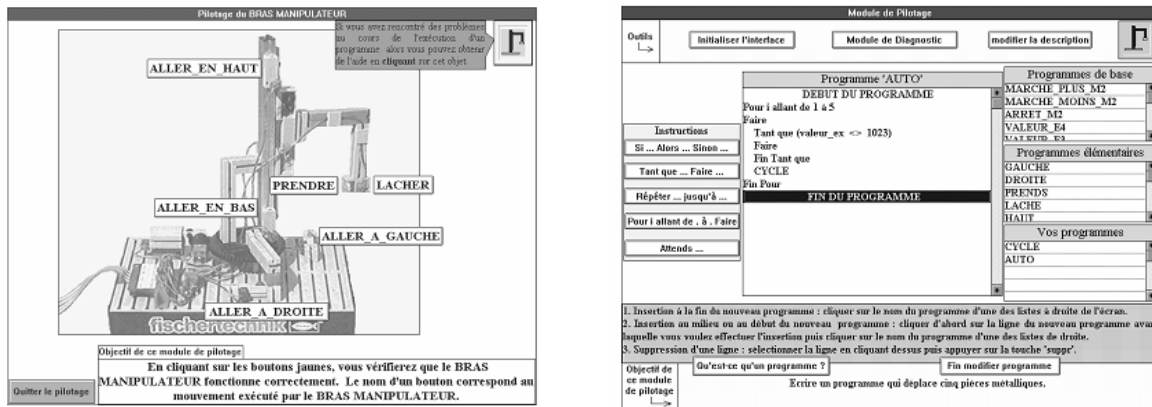 Pilotage du BRAS MANIPULATEUR
Si vous avez rencontré des problèmes
au cours de l'exécution d'un
programme alors vous pouvez obtenir
de l'aide en cliquant sur cet objet
ALLER_EN_HAUT
PRENDRE
LACHER
ALLER_EN_BAS
ALLER_A_GAUCHE
ALLER_A_DROITE
fischertechnik
Objectif de ce module de pilotage
En cliquant sur les boutons jaunes, vous vérifierez que le BRAS
MANIPULATEUR fonctionne correctement. Le nom d'un bouton correspond au
mouvement exécuté par le BRAS MANIPULATEUR.
Quitter le pilotage
Module de Pilotage
Outils
Initialiser l'interface
Module de Diagnostic
modifier la description
Instructions
Si ... Alors ... Sinon ...
Tant que ... Faire ...
Répéter ... jusqu'à ...
Pour i allant de . à . Faire
Attends ...
Programme 'AUTO'
DEBUT DU PROGRAMME
Pour i allant de 1 à 5
Faire
Tant que (valeur_ex <> 1023)
Faire
Fin Tant que
CYCLE
Fin Pour
FIN DU PROGRAMME
Programmes de base
MARCHE_PLUS_M2
MARCHE_MOINS_M2
ARRET_M2
VALEUR_E4
VALEUR_E3
Programmes élémentaires
GAUCHE
DROITE
PRENDS
LACHE
HAUT
Vos programmes
CYCLE
AUTO
1. Insertion à la fin du nouveau programme : cliquer sur le nom du programme d'une des listes à droite de l'écran.
2. Insertion au milieu ou au début du nouveau programme : cliquer d'abord sur la ligne du nouveau programme ava
laquelle vous voulez effectuer l'insertion puis cliquer sur le nom du programme d'une des listes de droite.
3. Suppression d'une ligne : sélectionner la ligne en cliquant dessus puis appuyer sur la touche 'suppr'.
Objectif de
ce module
de pilotage
Qu'est-ce qu'un programme ?
Fin modifier programme
Ecrire un programme qui déplace cinq pièces métalliques.